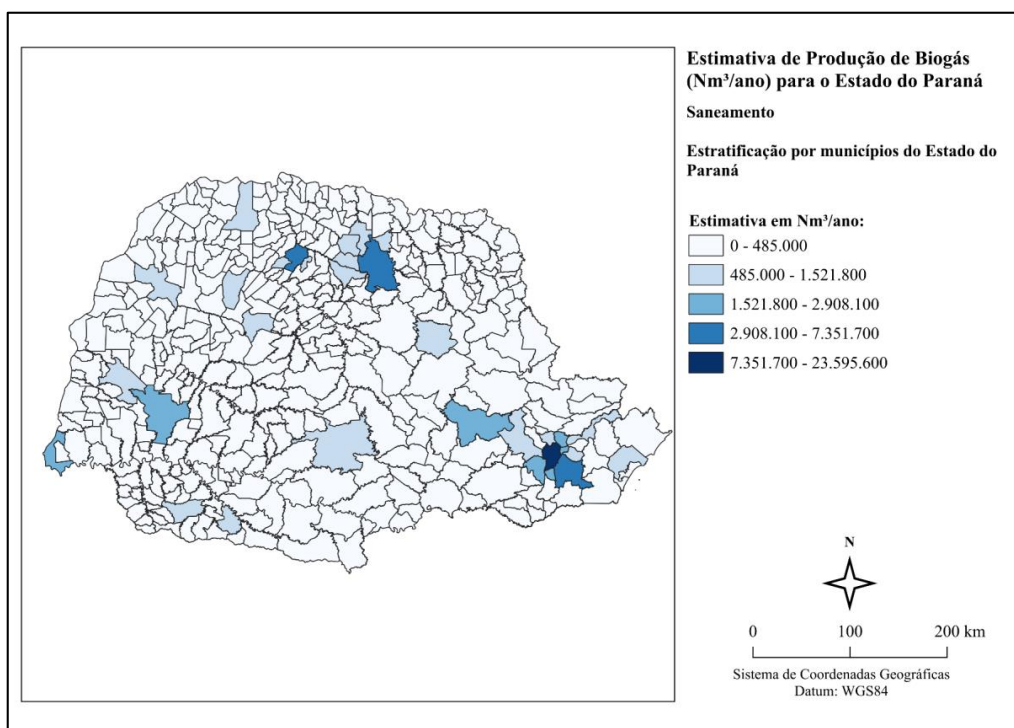 Estimativa de Produção de Biogás
(Nm³/ano) para o Estado do Paraná
Saneamento
Estratificação por municípios do Estado do
Paraná
Estimativa em Nm³/ano:
0 - 485.000
485.000 - 1.521.800
1.521.800 - 2.908.100
2.908.100 - 7.351.700
7.351.700 - 23.595.600
N
0 100 200 km
Sistema de Coordenadas Geográficas
Datum: WGS84